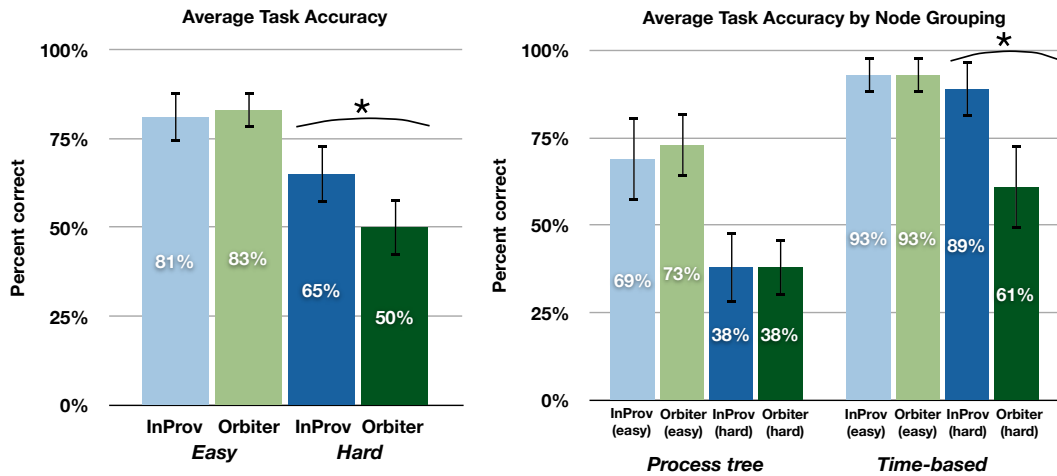 Average Task Accuracy
100%
75%
50%
25%
0%
Percent correct
81%
83%
65%
50%
*
InProv Orbiter InProv Orbiter
Easy Hard
Average Task Accuracy by Node Grouping
100%
75%
50%
25%
0%
Percent correct
69%
73%
38%
38%
93%
93%
89%
61%
*
InProv Orbiter InProv Orbiter InProv Orbiter InProv Orbiter
(easy) (easy) (hard) (hard) (easy) (easy) (hard) (hard)
Process tree Time-based